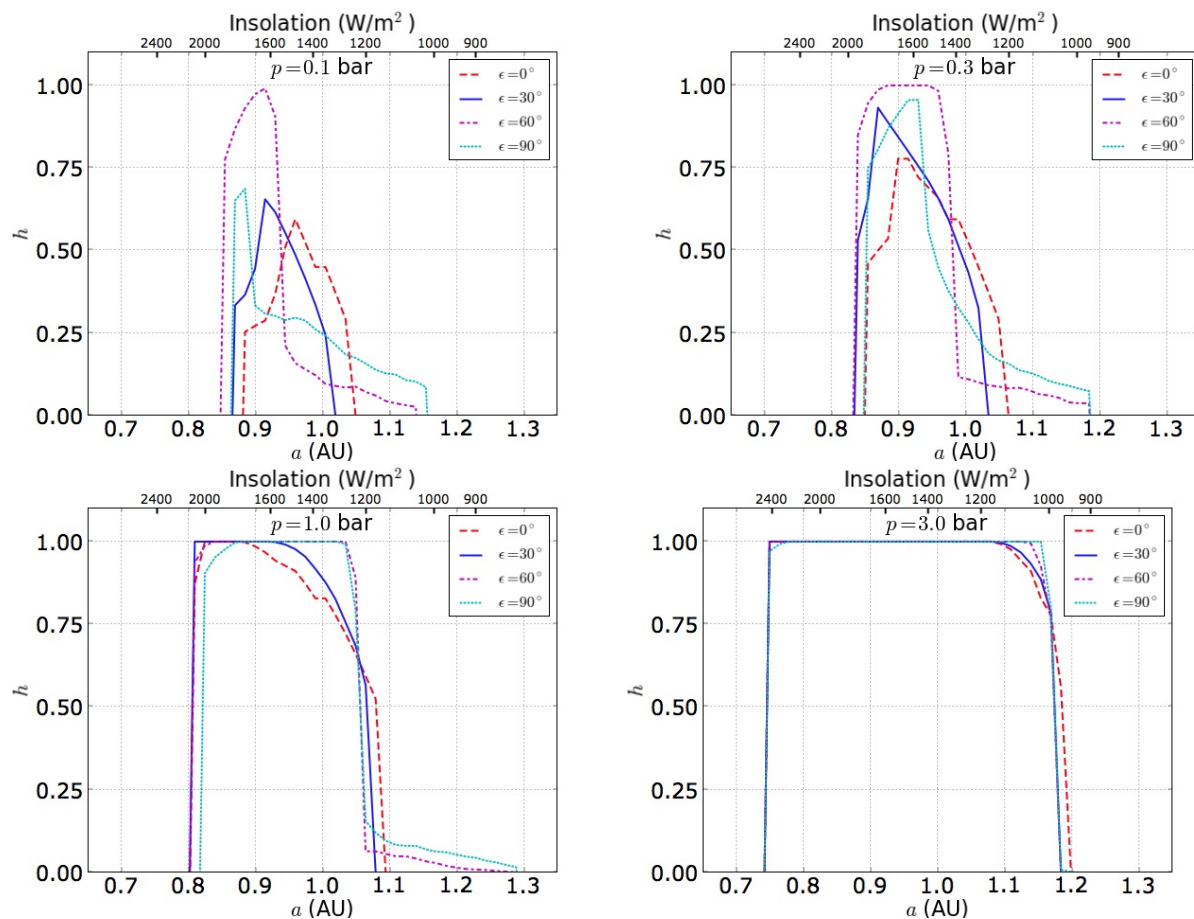 Insolation (W/m²)
2400 2000 1600 1400 1200 1000 900
p=0.1 bar
1.00
0.75
0.50
0.25
0.00
h
ϵ=0°
ϵ=30°
ϵ=60°
ϵ=90°
0.7 0.8 0.9 1.0 1.1 1.2 1.3
a (AU)
Insolation (W/m²)
2400 2000 1600 1400 1200 1000 900
p=0.3 bar
1.00
0.75
0.50
0.25
0.00
h
ϵ=0°
ϵ=30°
ϵ=60°
ϵ=90°
0.7 0.8 0.9 1.0 1.1 1.2 1.3
a (AU)
Insolation (W/m²)
2400 2000 1600 1400 1200 1000 900
p=1.0 bar
1.00
0.75
0.50
0.25
0.00
h
ϵ=0°
ϵ=30°
ϵ=60°
ϵ=90°
0.7 0.8 0.9 1.0 1.1 1.2 1.3
a (AU)
Insolation (W/m²)
2400 2000 1600 1400 1200 1000 900
p=3.0 bar
1.00
0.75
0.50
0.25
0.00
h
ϵ=0°
ϵ=30°
ϵ=60°
ϵ=90°
0.7 0.8 0.9 1.0 1.1 1.2 1.3
a (AU)